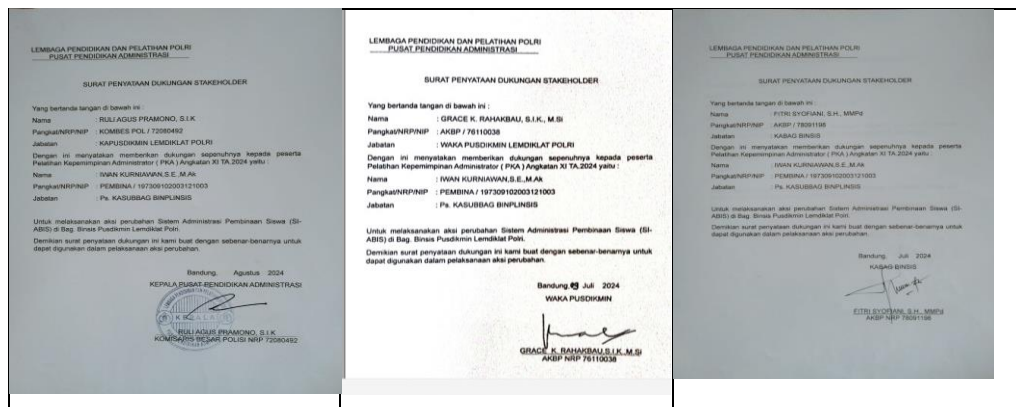 LEMBAGA PENDIDIKAN DAN PELATIHAN POLRI
PUSAT PENDIDIKAN ADMINISTRASI
SURAT PENYATAAN DUKUNGAN STAKEHOLDER
Yang bertanda tangan di bawah ini :
Nama : RULI AGUS PRAMONO, S.I.K
Pangkat/NRP/NIP : KOMBES POL / 72080492
Jabatan : KAPUSDIKMIN LEMDIKLAT POLRI
Dengan ini menyatakan memberikan dukungan sepenuhnya kepada peserta
Pelatihan Kepemimpinan Administrator ( PKA ) Angkatan XI TA.2024 yaitu :
Nama : IWAN KURNIAWAN,S.E.,M.Ak
Pangkat/NRP/NIP : PEMBINA / 197309102003121003
Jabatan : Ps. KASUBBAG BINPLINSIS
Untuk melaksanakan aksi perubahan Sistem Administrasi Pembinaan Siswa (SI-
ABIS) di Bag. Binsis Pusdikmin Lemdiklat Polri.
Demikian surat penyataan dukungan ini kami buat dengan sebenar-benarnya untuk
dapat digunakan dalam pelaksanaan aksi perubahan.
Bandung, Agustus 2024
KEPALA PUSAT PENDIDIKAN ADMINISTRASI
RULI AGUS PRAMONO, S.I.K
KOMISARIS BESAR POLISI NRP 72080492
LEMBAGA PENDIDIKAN DAN PELATIHAN POLRI
PUSAT PENDIDIKAN ADMINISTRASI
SURAT PENYATAAN DUKUNGAN STAKEHOLDER
Yang bertanda tangan di bawah ini :
Nama : GRACE K. RAHAKBAU, S.I.K., M.Si
Pangkat/NRP/NIP : AKBP / 76110038
Jabatan : WAKA PUSDIKMIN LEMDIKLAT POLRI
Dengan ini menyatakan memberikan dukungan sepenuhnya kepada peserta
Pelatihan Kepemimpinan Administrator ( PKA ) Angkatan XI TA.2024 yaitu :
Nama : IWAN KURNIAWAN,S.E.,M.Ak
Pangkat/NRP/NIP : PEMBINA / 197309102003121003
Jabatan : Ps. KASUBBAG BINPLINSIS
Untuk melaksanakan aksi perubahan Sistem Administrasi Pembinaan Siswa (SI-
ABIS) di Bag. Binsis Pusdikmin Lemdiklat Polri.
Demikian surat penyataan dukungan ini kami buat dengan sebenar-benarnya untuk
dapat digunakan dalam pelaksanaan aksi perubahan.
Bandung, Juli 2024
WAKA PUSDIKMIN
GRACE K. RAHAKBAU,S.I.K.,M.Si
AKBP NRP 76110038
LEMBAGA PENDIDIKAN DAN PELATIHAN POLRI
PUSAT PENDIDIKAN ADMINISTRASI
SURAT PENYATAAN DUKUNGAN STAKEHOLDER
Yang bertanda tangan di bawah ini :
Nama : FITRI SYOFIANI, S.H., MMPd
Pangkat/NRP/NIP : AKBP / 78091198
Jabatan : KABAG BINSIS
Dengan ini menyatakan memberikan dukungan sepenuhnya kepada peserta
Pelatihan Kepemimpinan Administrator ( PKA ) Angkatan XI TA.2024 yaitu :
Nama : IWAN KURNIAWAN,S.E.,M.Ak
Pangkat/NRP/NIP : PEMBINA / 197309102003121003
Jabatan : Ps. KASUBBAG BINPLINSIS
Untuk melaksanakan aksi perubahan Sistem Administrasi Pembinaan Siswa (SI-
ABIS) di Bag. Binsis Pusdikmin Lemdiklat Polri.
Demikian surat penyataan dukungan ini kami buat dengan sebenar-benarnya untuk
dapat digunakan dalam pelaksanaan aksi perubahan.
Bandung, Juli 2024
KABAG BINSIS
FITRI SYOFIANI, S.H., MMPd
AKBP NRP 78091198